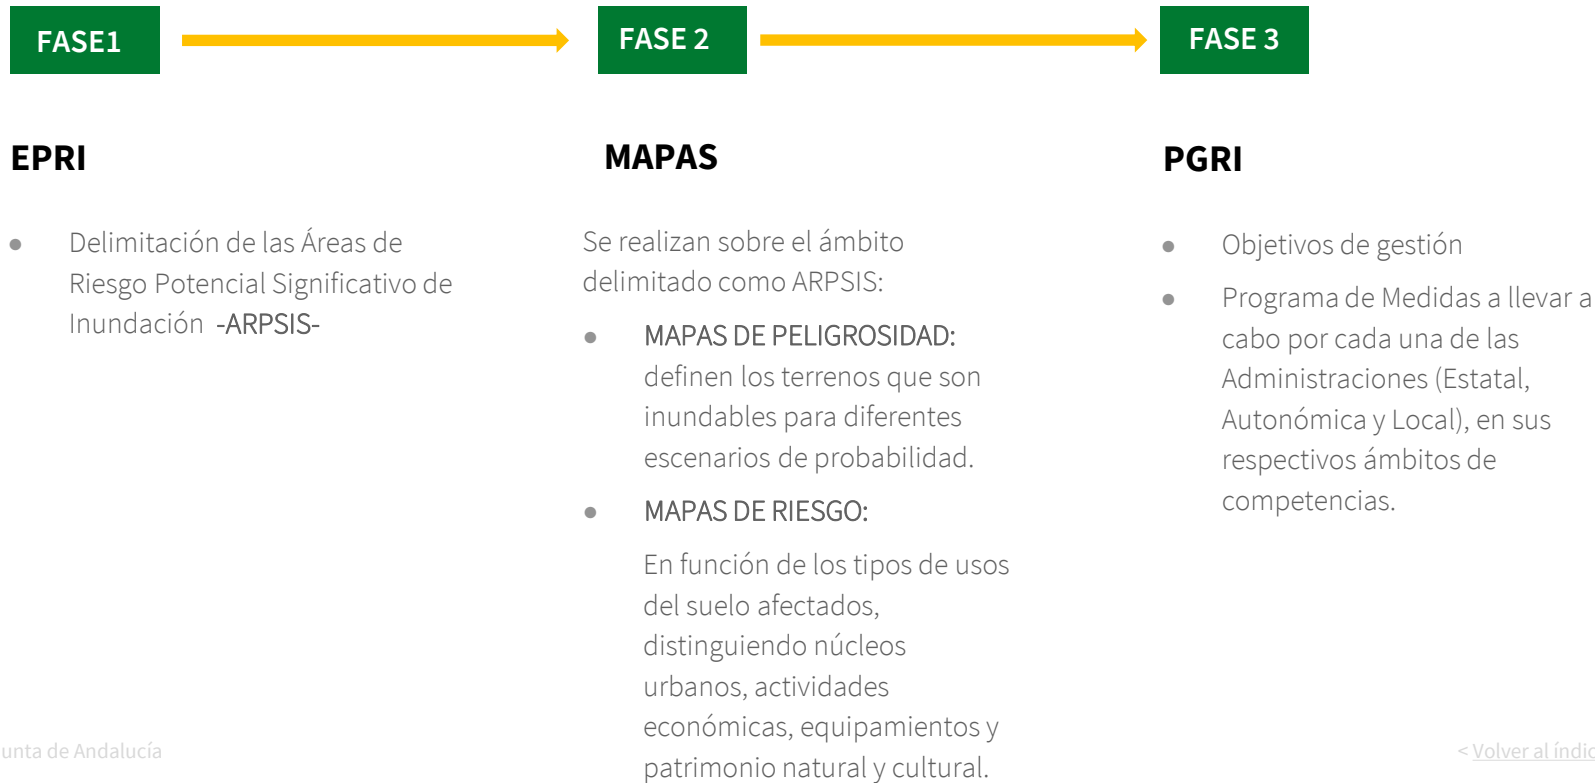 FASE1
FASE 2
FASE 3
EPRI
● Delimitación de las Áreas de
Riesgo Potencial Significativo de
Inundación -ARPSIS-
MAPAS
Se realizan sobre el ámbito
delimitado como ARPSIS:
● MAPAS DE PELIGROSIDAD:
definen los terrenos que son
inundables para diferentes
escenarios de probabilidad.
● MAPAS DE RIESGO:
En función de los tipos de usos
del suelo afectados,
distinguiendo núcleos
urbanos, actividades
económicas, equipamientos y
patrimonio natural y cultural.
PGRI
● Objetivos de gestión
● Programa de Medidas a llevar a
cabo por cada una de las
Administraciones (Estatal,
Autonómica y Local), en sus
respectivos ámbitos de
competencias.
unta de Andalucía
< Volver al índic